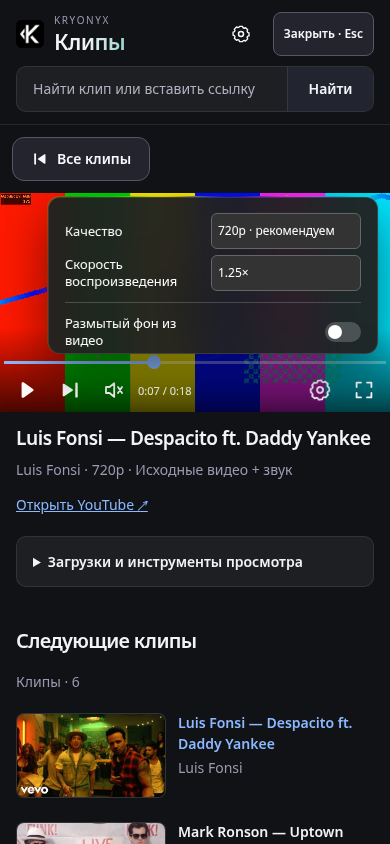 KRYONYX
Клипы
Закрыть · Esc
Найти клип или вставить ссылку
Найти
Все клипы
Качество
720p · рекомендуем
Скорость
воспроизведения
1.25×
Размытый фон из
видео
0:07 / 0:18
Luis Fonsi — Despacito ft. Daddy Yankee
Luis Fonsi · 720p · Исходные видео + звук
Открыть YouTube ↗
Загрузки и инструменты просмотра
Следующие клипы
Клипы · 6
Luis Fonsi — Despacito ft.
Daddy Yankee
Luis Fonsi
vevo
Mark Ronson — Uptown